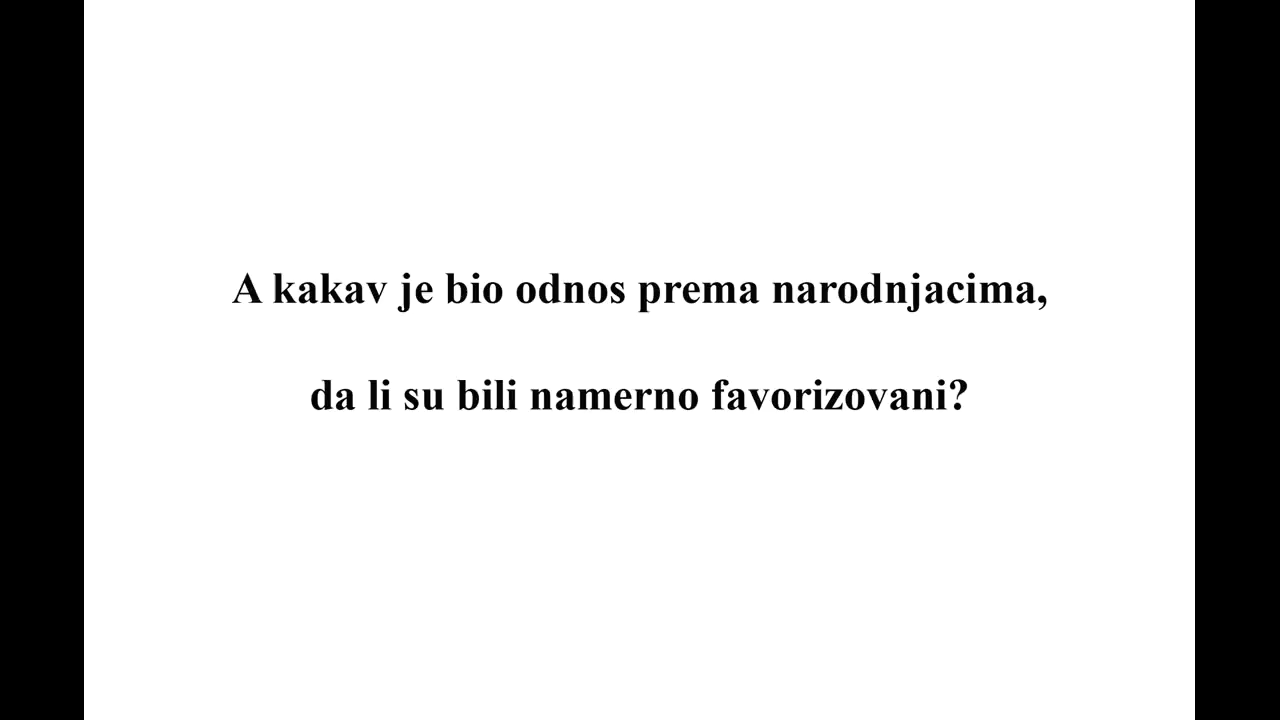 A kakav je bio odnos prema narodnjacima,
da li su bili namerno favorizovani?